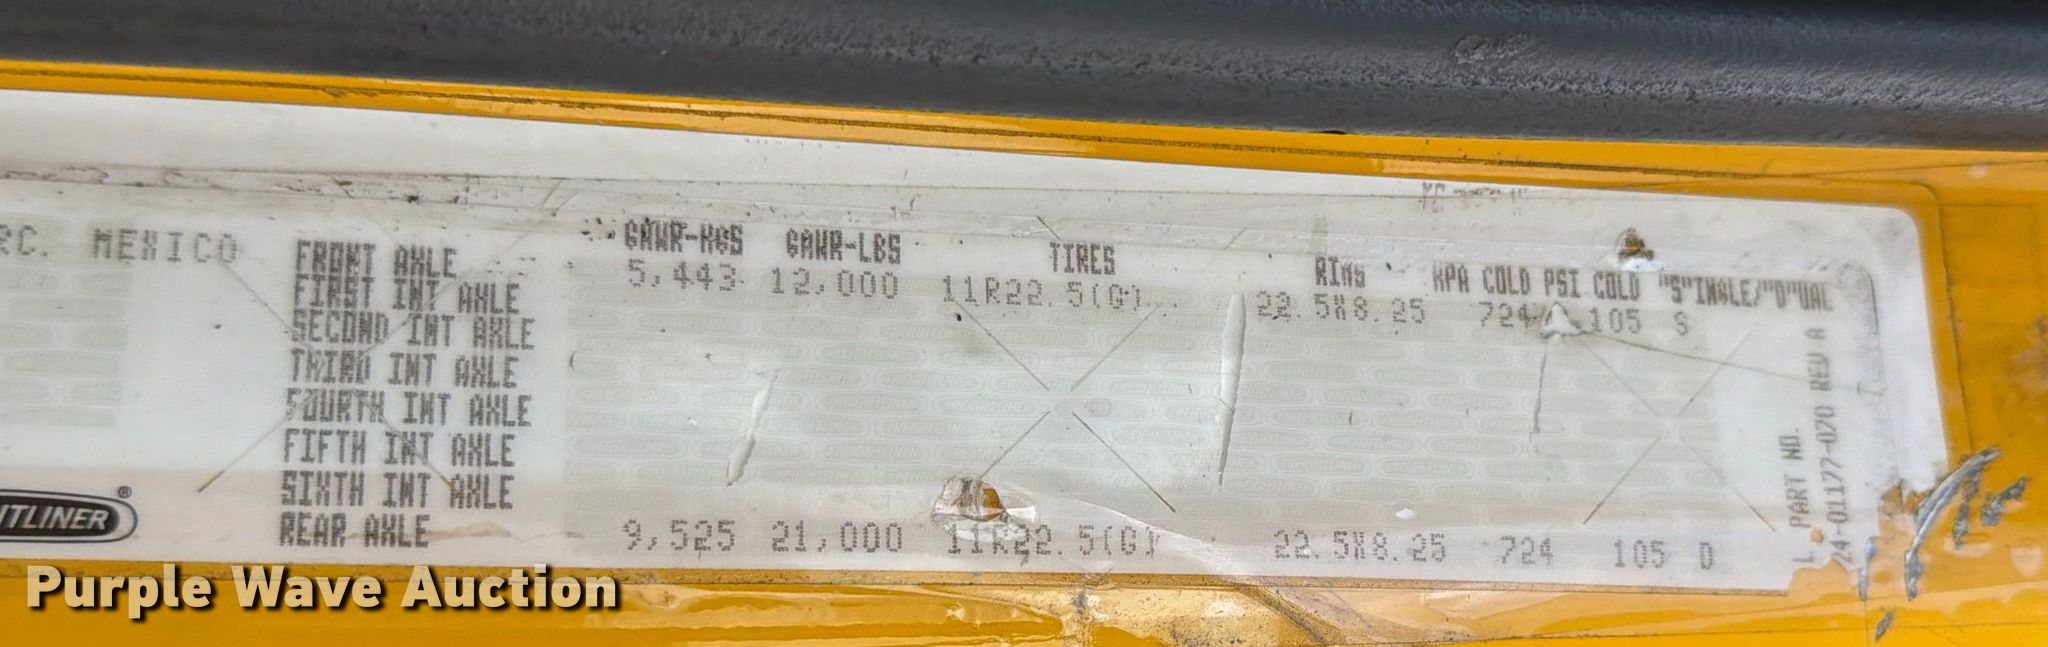 RC. MEXICO
GAWR-KGS GAWR-LBS TIRES RIMS KPA COLD PSI COLD "S"INGLE/"D"UAL
FRONT AXLE 5,443 12,000 11R22.5(G) 22.5X8.25 724 105 S
FIRST INT AXLE
SECOND INT AXLE
THIRD INT AXLE
FOURTH INT AXLE
FIFTH INT AXLE
SIXTH INT AXLE
REAR AXLE 9,525 21,000 11R22.5(G) 22.5X8.25 724 105 D
PART NO.
24-01177-070 REV A
TLINER®
Purple Wave Auction